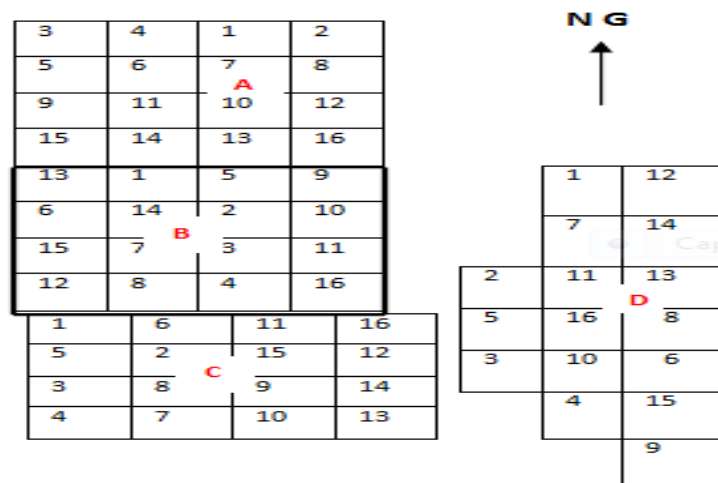 N G
3 4 1 2
5 6 7 8
A
9 11 10 12
15 14 13 16
13 1 5 9
6 14 2 10
B
15 7 3 11
12 8 4 16
1 6 11 16
5 2 15 12
C
3 8 9 14
4 7 10 13
1 12
7 14
Cap
2 11 13
D
5 16 8
3 10 6
4 15
9